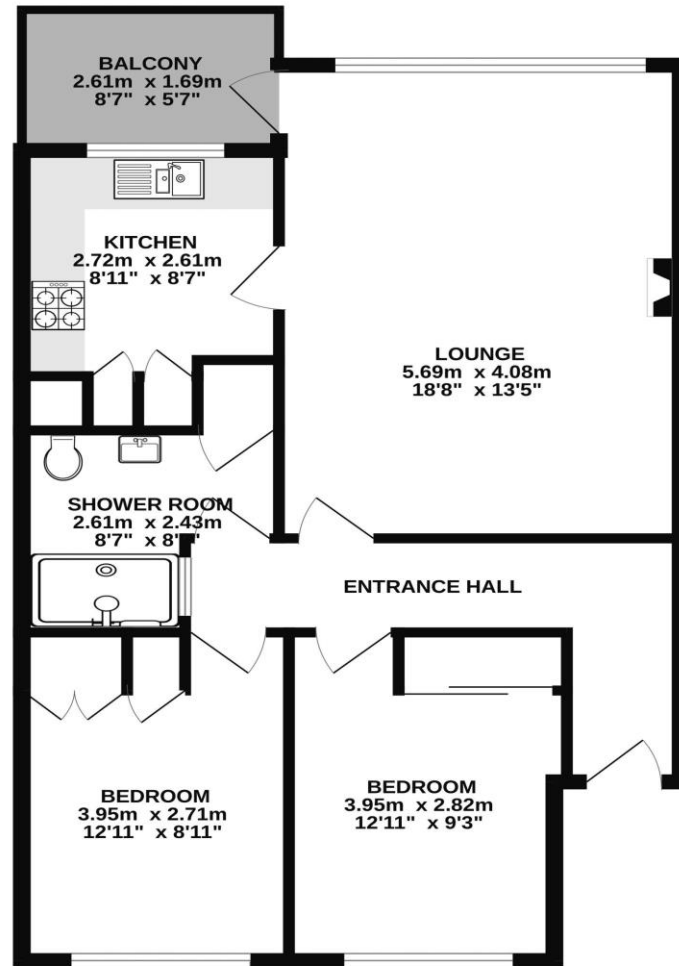 BALCONY
2.61m x 1.69m
8'7" x 5'7"
KITCHEN
2.72m x 2.61m
8'11" x 8'7"
LOUNGE
5.69m x 4.08m
18'8" x 13'5"
SHOWER ROOM
2.61m x 2.43m
8'7" x
ENTRANCE HALL
BEDROOM
3.95m x 2.71m
12'11" x 8'11"
BEDROOM
3.95m x 2.82m
12'11" x 9'3"